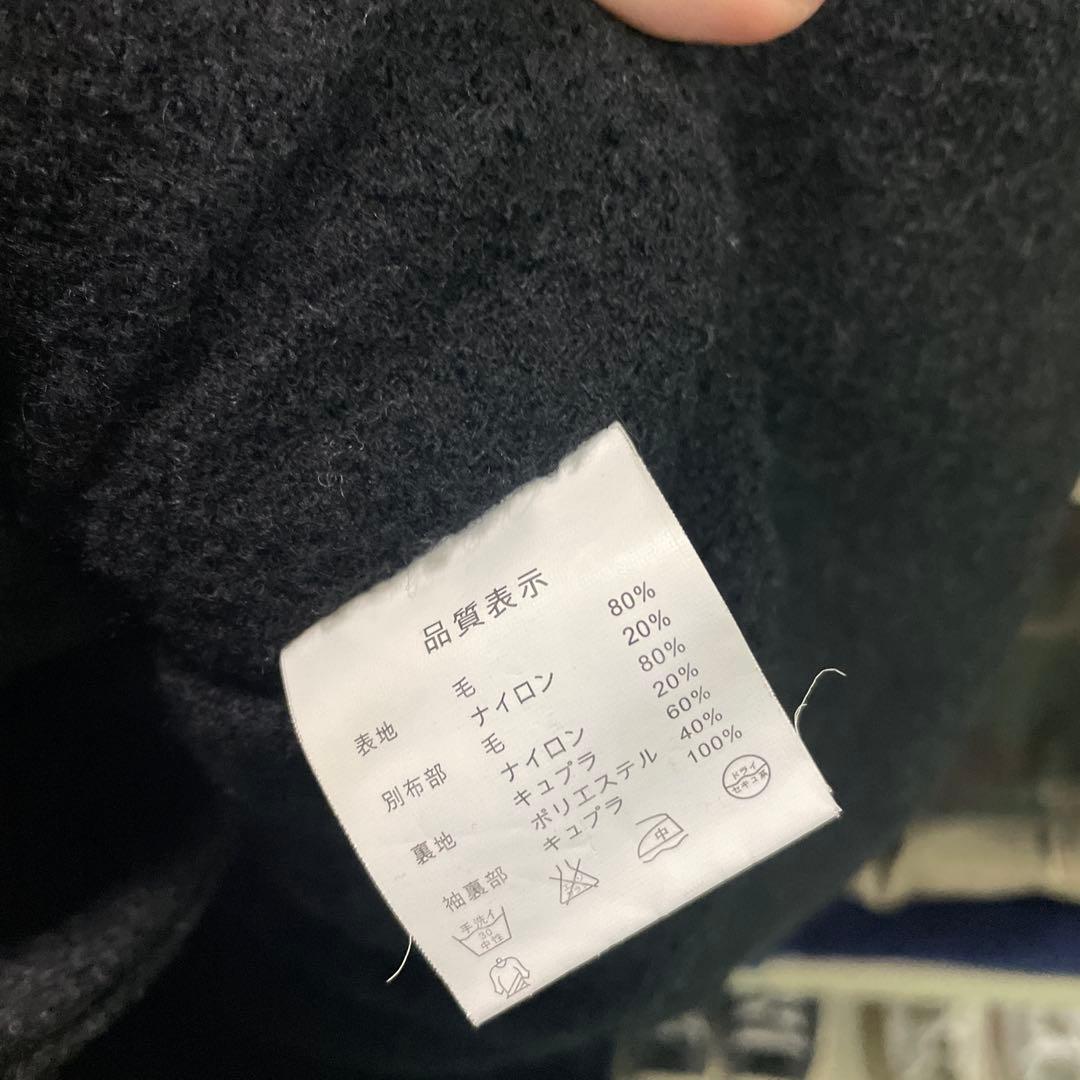 品質表示
表地 毛 80%
ナイロン 20%
別布部 毛 80%
ナイロン 20%
裏地 キュプラ 60%
ポリエステル 40%
袖裏部 キュプラ 100%
手洗イ
30
中性
中
ドライ
セキユ系